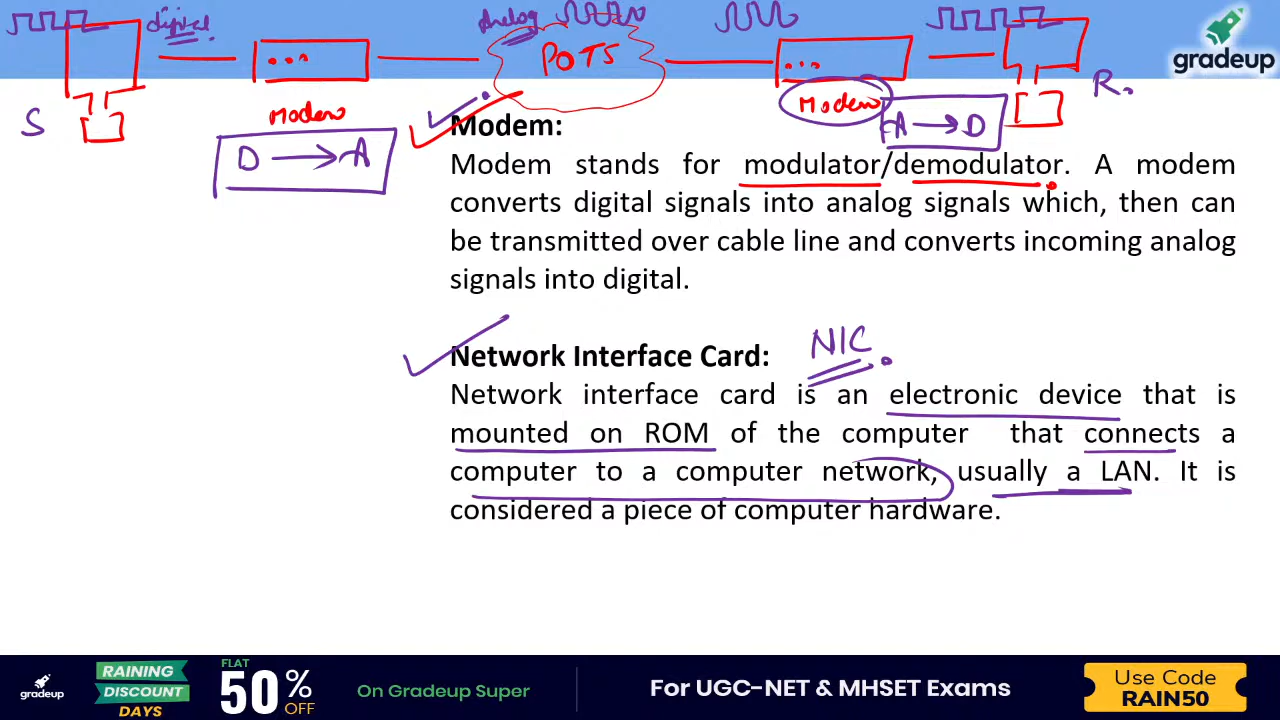 digital
Analog
POTS
gradeup
S
Modem
Modem
R.
D → A
A → D
Modem:
Modem stands for modulator/demodulator. A modem
converts digital signals into analog signals which, then can
be transmitted over cable line and converts incoming analog
signals into digital.
NIC
Network Interface Card:
Network interface card is an electronic device that is
mounted on ROM of the computer that connects a
computer to a computer network, usually a LAN. It is
considered a piece of computer hardware.
gradeup
RAINING
DISCOUNT
DAYS
FLAT
50%
OFF
On Gradeup Super
For UGC-NET & MHSET Exams
Use Code
RAIN50